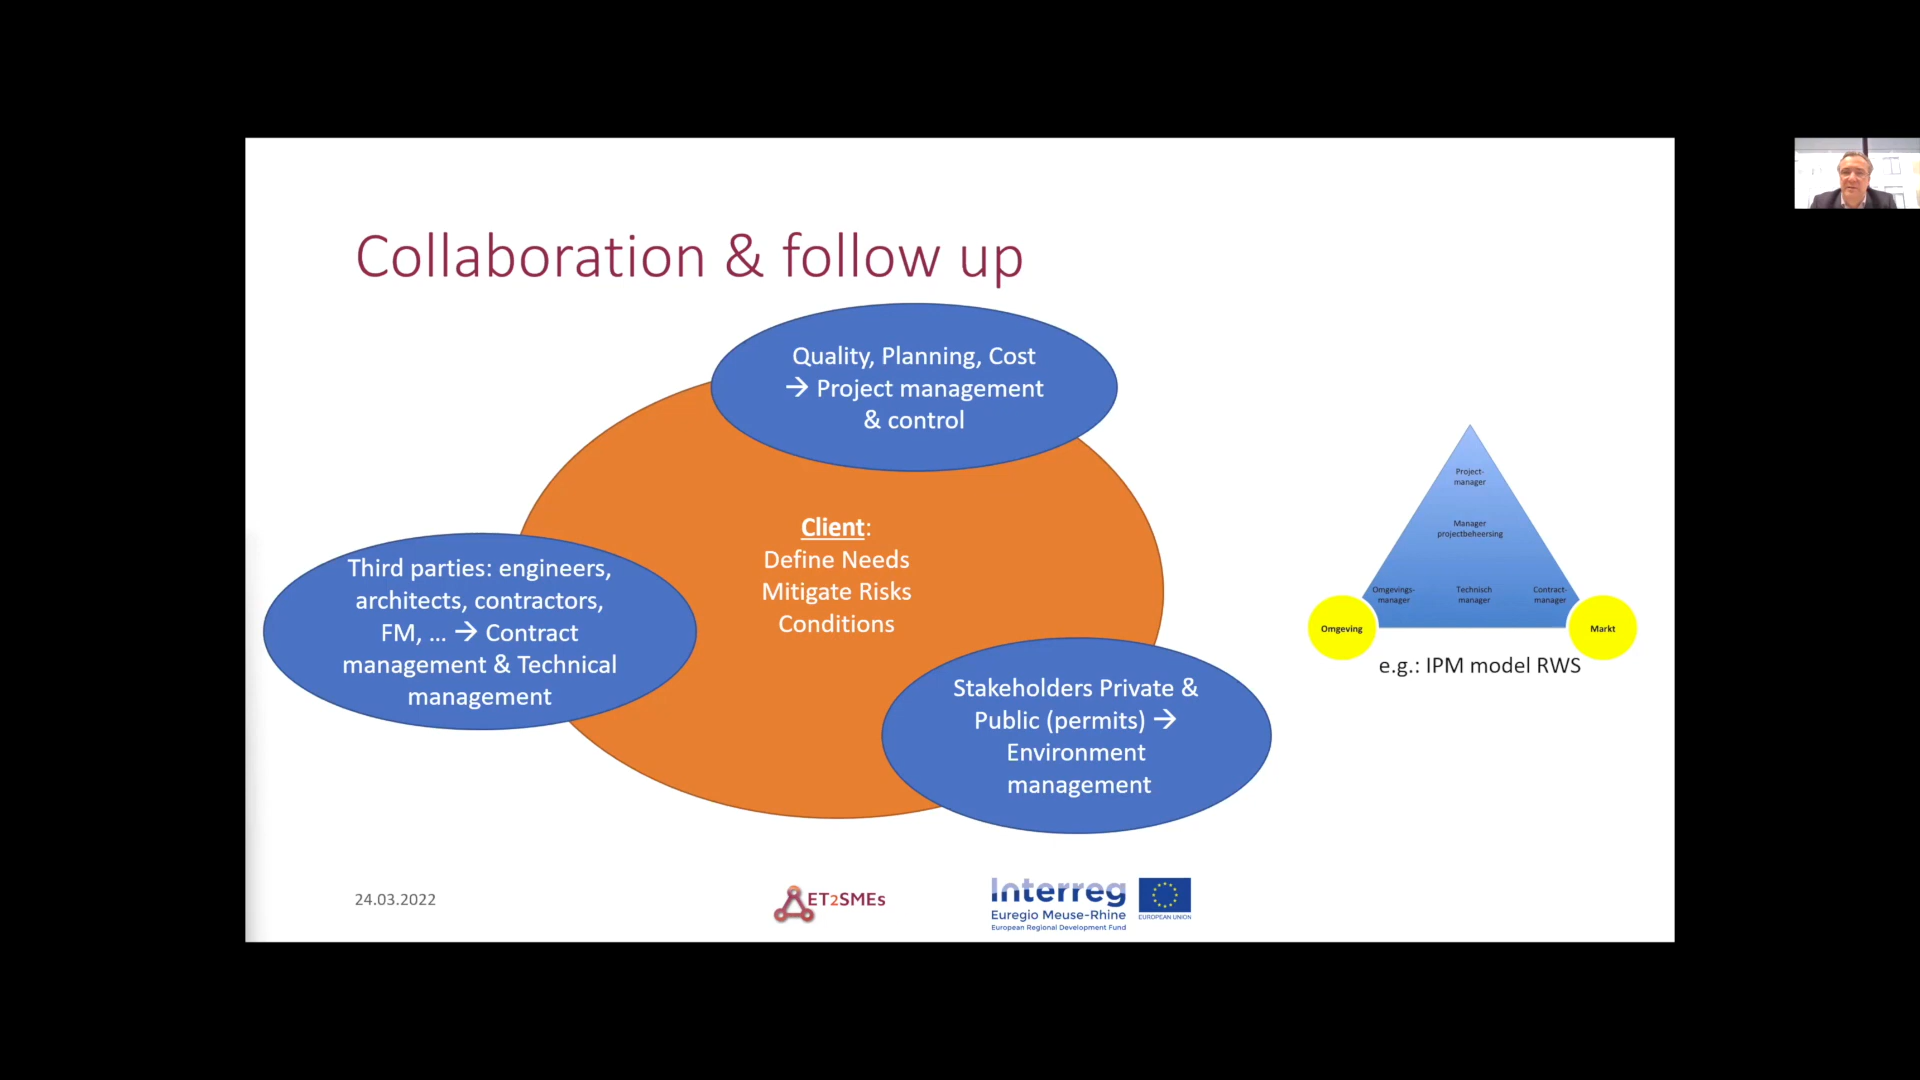 Collaboration & follow up
Quality, Planning, Cost
→ Project management
& control
Client:
Define Needs
Mitigate Risks
Conditions
Third parties: engineers,
architects, contractors,
FM, ... → Contract
management & Technical
management
Stakeholders Private &
Public (permits) →
Environment
management
Project-
manager
Manager
projectbeheersing
Omgevings-
manager
Technisch
manager
Contract-
manager
Omgeving
Markt
e.g.: IPM model RWS
24.03.2022
ET2SMEs
Interreg
Euregio Meuse-Rhine
European Regional Development Fund
EUROPEAN UNION